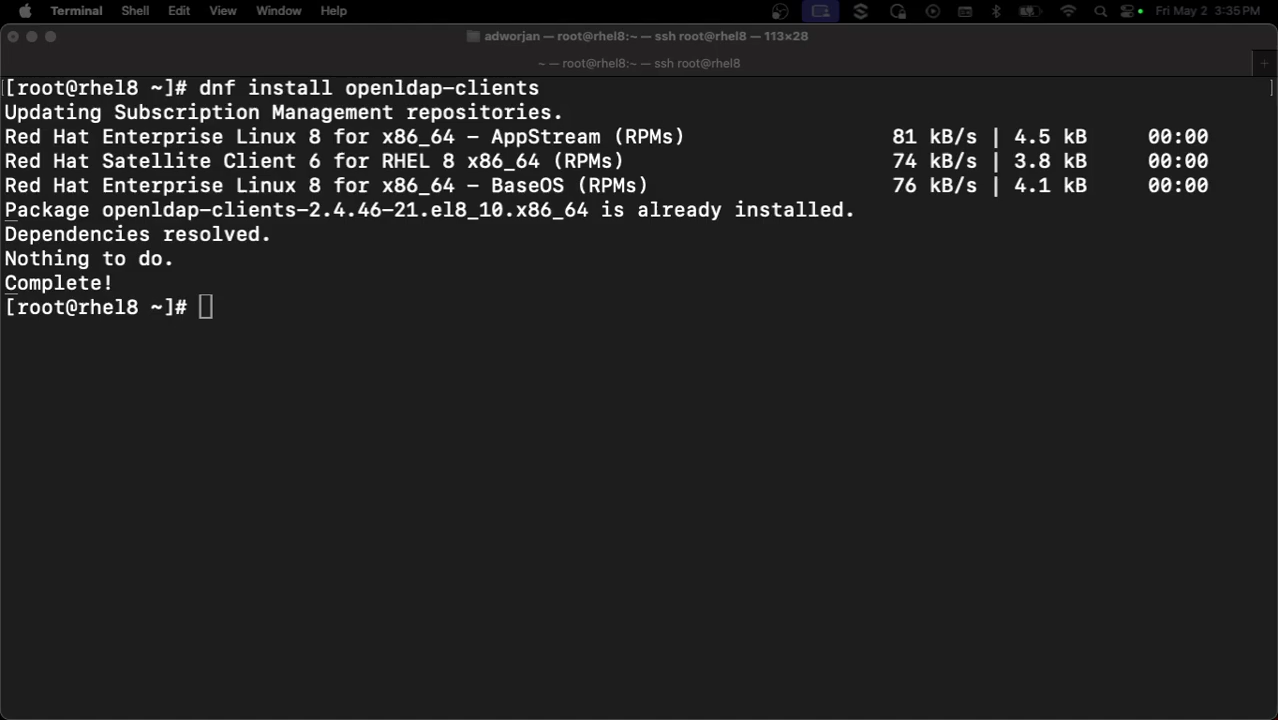 Terminal Shell Edit View Window Help Fri May 2 3:35 PM
adworjan — root@rhel8:~ — ssh root@rhel8 — 113×28
~ — root@rhel8:~ — ssh root@rhel8
[root@rhel8 ~]# dnf install openldap-clients
Updating Subscription Management repositories.
Red Hat Enterprise Linux 8 for x86_64 - AppStream (RPMs) 81 kB/s | 4.5 kB 00:00
Red Hat Satellite Client 6 for RHEL 8 x86_64 (RPMs) 74 kB/s | 3.8 kB 00:00
Red Hat Enterprise Linux 8 for x86_64 - BaseOS (RPMs) 76 kB/s | 4.1 kB 00:00
Package openldap-clients-2.4.46-21.el8_10.x86_64 is already installed.
Dependencies resolved.
Nothing to do.
Complete!
[root@rhel8 ~]#